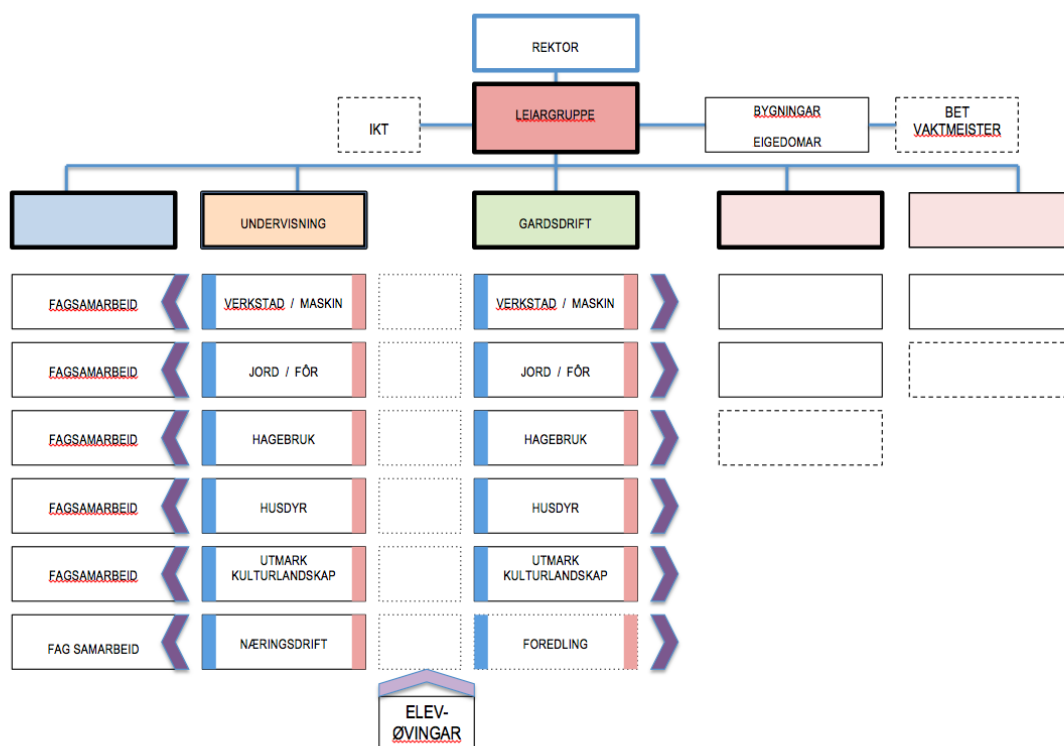 REKTOR
LEIARGRUPPE
IKT
BYGNINGAR
EIGEDOMAR
BET
VAKTMEISTER
UNDERVISNING
GARDSDRIFT
FAGSAMARBEID
VERKSTAD / MASKIN
VERKSTAD / MASKIN
FAGSAMARBEID
JORD / FÔR
JORD / FÔR
FAGSAMARBEID
HAGEBRUK
HAGEBRUK
FAGSAMARBEID
HUSDYR
HUSDYR
FAGSAMARBEID
UTMARK
KULTURLANDSKAP
UTMARK
KULTURLANDSKAP
FAG SAMARBEID
NÆRINGSDRIFT
FOREDLING
ELEV-
ØVINGAR